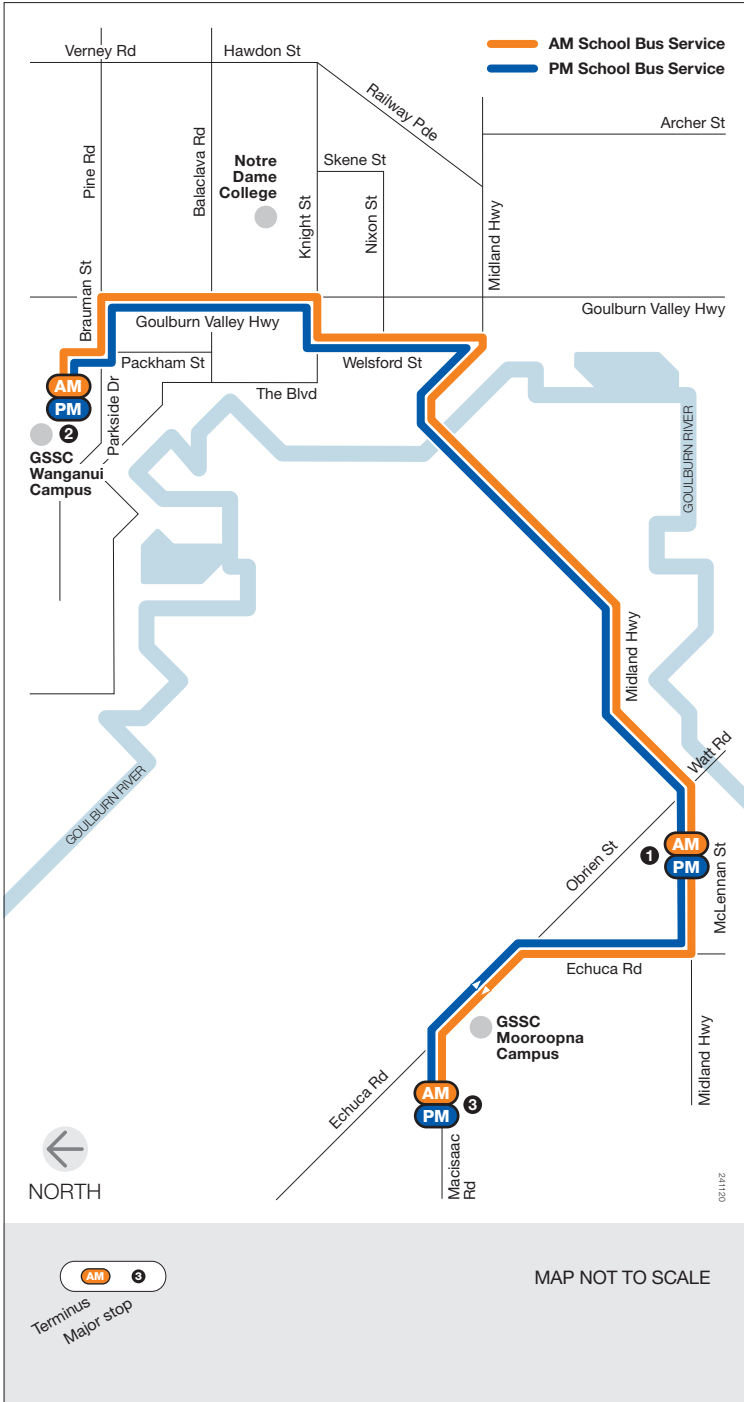 AM School Bus Service
PM School Bus Service
Verney Rd
Hawdon St
Railway Pde
Archer St
Pine Rd
Balaclava Rd
Notre
Dame
College
Skene St
Knight St
Nixon St
Midland Hwy
Brauman St
Goulburn Valley Hwy
Goulburn Valley Hwy
Packham St
Welsford St
The Blvd
Parkside Dr
AM
PM
2
GSSC
Wanganui
Campus
GOULBURN RIVER
Midland Hwy
Watt Rd
GOULBURN RIVER
Obrien St
1
AM
PM
McLennan St
Echuca Rd
GSSC
Mooroopna
Campus
Midland Hwy
Echuca Rd
AM
PM
3
Macisaac
Rd
NORTH
241120
AM
3
Terminus
Major stop
MAP NOT TO SCALE